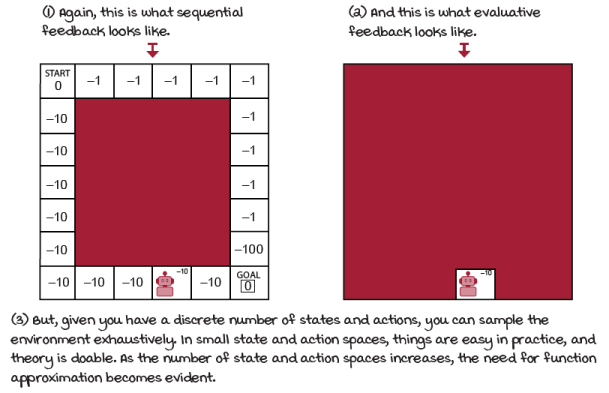 (1) Again, this is what sequential
feedback looks like.
(2) And this is what evaluative
feedback looks like.
START
0
–1
–1
–1
–1
–1
–10
–1
–10
–1
–10
–1
–10
–1
–10
–100
–10
–10
–10
–10
–10
GOAL
0
–10
(3) But, given you have a discrete number of states and actions, you can sample the
environment exhaustively. In small state and action spaces, things are easy in practice, and
theory is doable. As the number of state and action spaces increases, the need for function
approximation becomes evident.